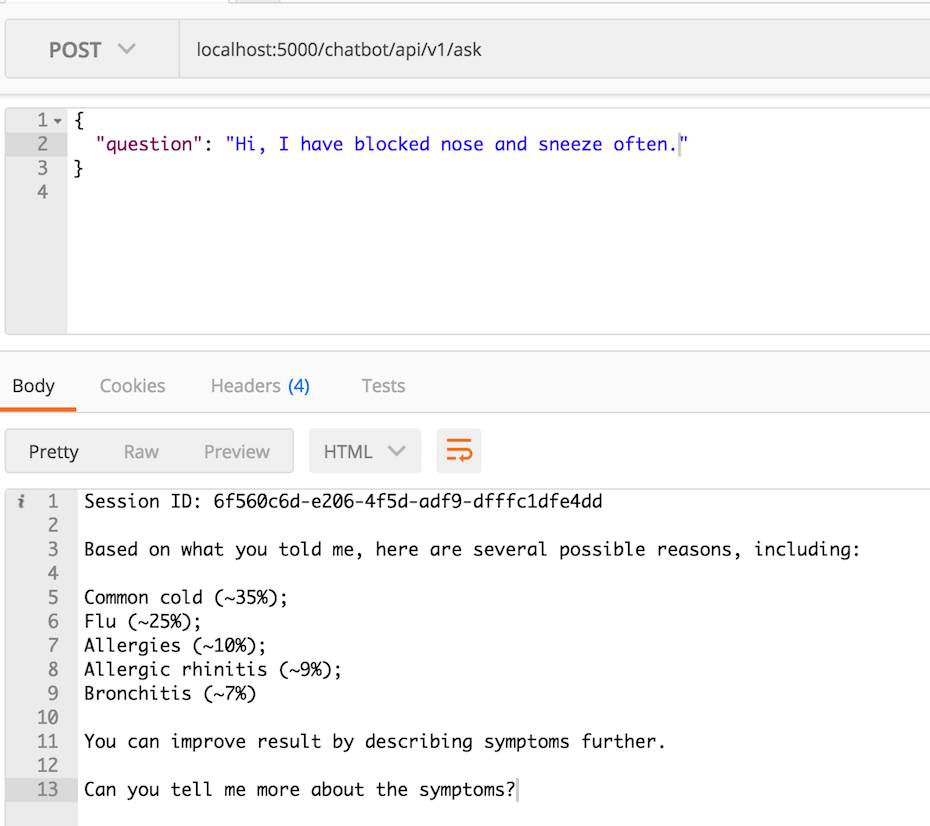 POST localhost:5000/chatbot/api/v1/ask
1 {
2 "question": "Hi, I have blocked nose and sneeze often."
3 }
4
Body Cookies Headers (4) Tests
Pretty Raw Preview HTML
i 1 Session ID: 6f560c6d-e206-4f5d-adf9-dfffc1dfe4dd
2
3 Based on what you told me, here are several possible reasons, including:
4
5 Common cold (~35%);
6 Flu (~25%);
7 Allergies (~10%);
8 Allergic rhinitis (~9%);
9 Bronchitis (~7%)
10
11 You can improve result by describing symptoms further.
12
13 Can you tell me more about the symptoms?